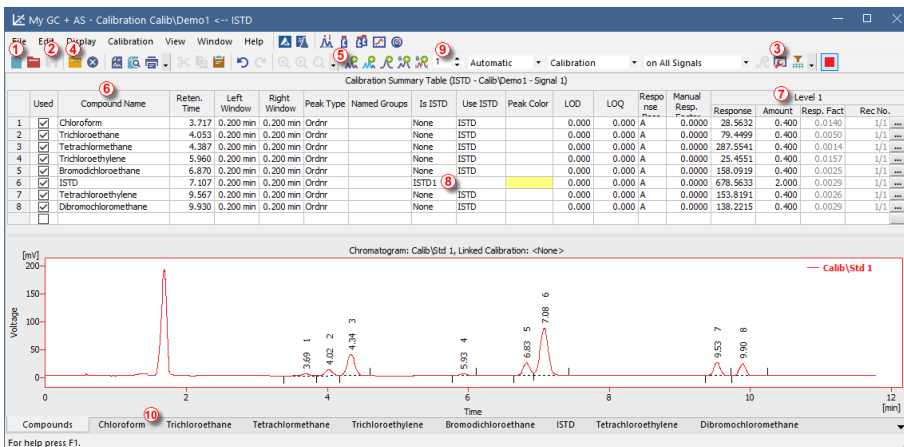 My GC + AS - Calibration Calib\Demo1 <-- ISTD
File Edit Display Calibration View Window Help
1 2 4 5 9 3
1 Automatic Calibration on All Signals
Calibration Summary Table (ISTD - Calib\Demo1 - Signal 1)
6 7
Used Compound Name Reten. Time Left Window Right Window Peak Type Named Groups Is ISTD Use ISTD Peak Color LOD LOQ Respo nse Manual Resp. Level 1
Response Amount Resp. Fact Rec No.
1 Chloroform 3.717 0.200 min 0.200 min Ordnr None ISTD 0.000 0.000 A 0.0000 28.5632 0.400 0.0140 1/1 ...
2 Trichloroethane 4.053 0.200 min 0.200 min Ordnr None ISTD 0.000 0.000 A 0.0000 79.4499 0.400 0.0050 1/1 ...
3 Tetrachlormethane 4.387 0.200 min 0.200 min Ordnr None ISTD 0.000 0.000 A 0.0000 287.5541 0.400 0.0014 1/1 ...
4 Trichloroethylene 5.960 0.200 min 0.200 min Ordnr None ISTD 0.000 0.000 A 0.0000 25.4551 0.400 0.0157 1/1 ...
5 Bromodichloroethane 6.870 0.200 min 0.200 min Ordnr None ISTD 0.000 0.000 A 0.0000 158.0919 0.400 0.0025 1/1 ...
6 ISTD 7.107 0.200 min 0.200 min Ordnr ISTD1 8 0.000 0.000 A 0.0000 678.5633 2.000 0.0029 1/1 ...
7 Tetrachloroethylene 9.567 0.200 min 0.200 min Ordnr None ISTD 0.000 0.000 A 0.0000 153.8191 0.400 0.0026 1/1 ...
8 Dibromochloromethane 9.930 0.200 min 0.200 min Ordnr None ISTD 0.000 0.000 A 0.0000 138.2215 0.400 0.0029 1/1 ...
Chromatogram: Calib\Std 1, Linked Calibration: <None>
[mV]
Calib\Std 1
200
150
100
50
0
Voltage
3.69 1
4.02 2
4.34 3
5.93 4
6.83 5
7.08 6
9.53 7
9.90 8
0 2 4 6 8 10 12
Time [min]
10
Compounds Chloroform Trichloroethane Tetrachlormethane Trichloroethylene Bromodichloroethane ISTD Tetrachloroethylene Dibromochloromethane
For help press F1.